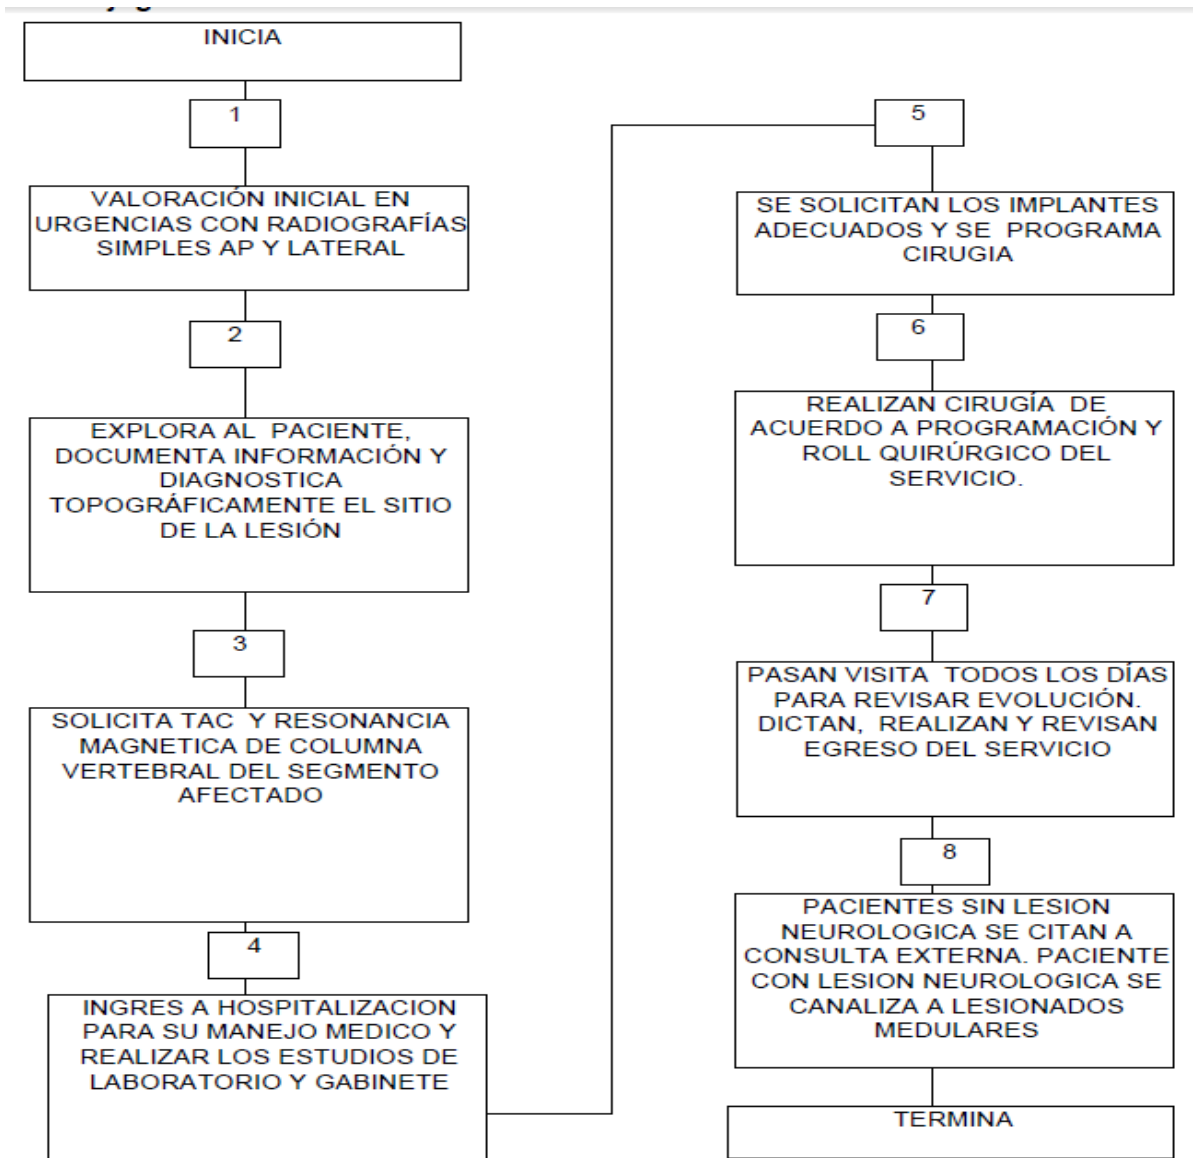 INICIA
1
VALORACIÓN INICIAL EN
URGENCIAS CON RADIOGRAFÍAS
SIMPLES AP Y LATERAL
2
EXPLORA AL PACIENTE,
DOCUMENTA INFORMACIÓN Y
DIAGNOSTICA
TOPOGRÁFICAMENTE EL SITIO
DE LA LESIÓN
3
SOLICITA TAC Y RESONANCIA
MAGNETICA DE COLUMNA
VERTEBRAL DEL SEGMENTO
AFECTADO
4
INGRES A HOSPITALIZACION
PARA SU MANEJO MEDICO Y
REALIZAR LOS ESTUDIOS DE
LABORATORIO Y GABINETE
5
SE SOLICITAN LOS IMPLANTES
ADECUADOS Y SE PROGRAMA
CIRUGIA
6
REALIZAN CIRUGÍA DE
ACUERDO A PROGRAMACIÓN Y
ROLL QUIRÚRGICO DEL
SERVICIO.
7
PASAN VISITA TODOS LOS DÍAS
PARA REVISAR EVOLUCIÓN.
DICTAN, REALIZAN Y REVISAN
EGRESO DEL SERVICIO
8
PACIENTES SIN LESION
NEUROLOGICA SE CITAN A
CONSULTA EXTERNA. PACIENTE
CON LESION NEUROLOGICA SE
CANALIZA A LESIONADOS
MEDULARES
TERMINA